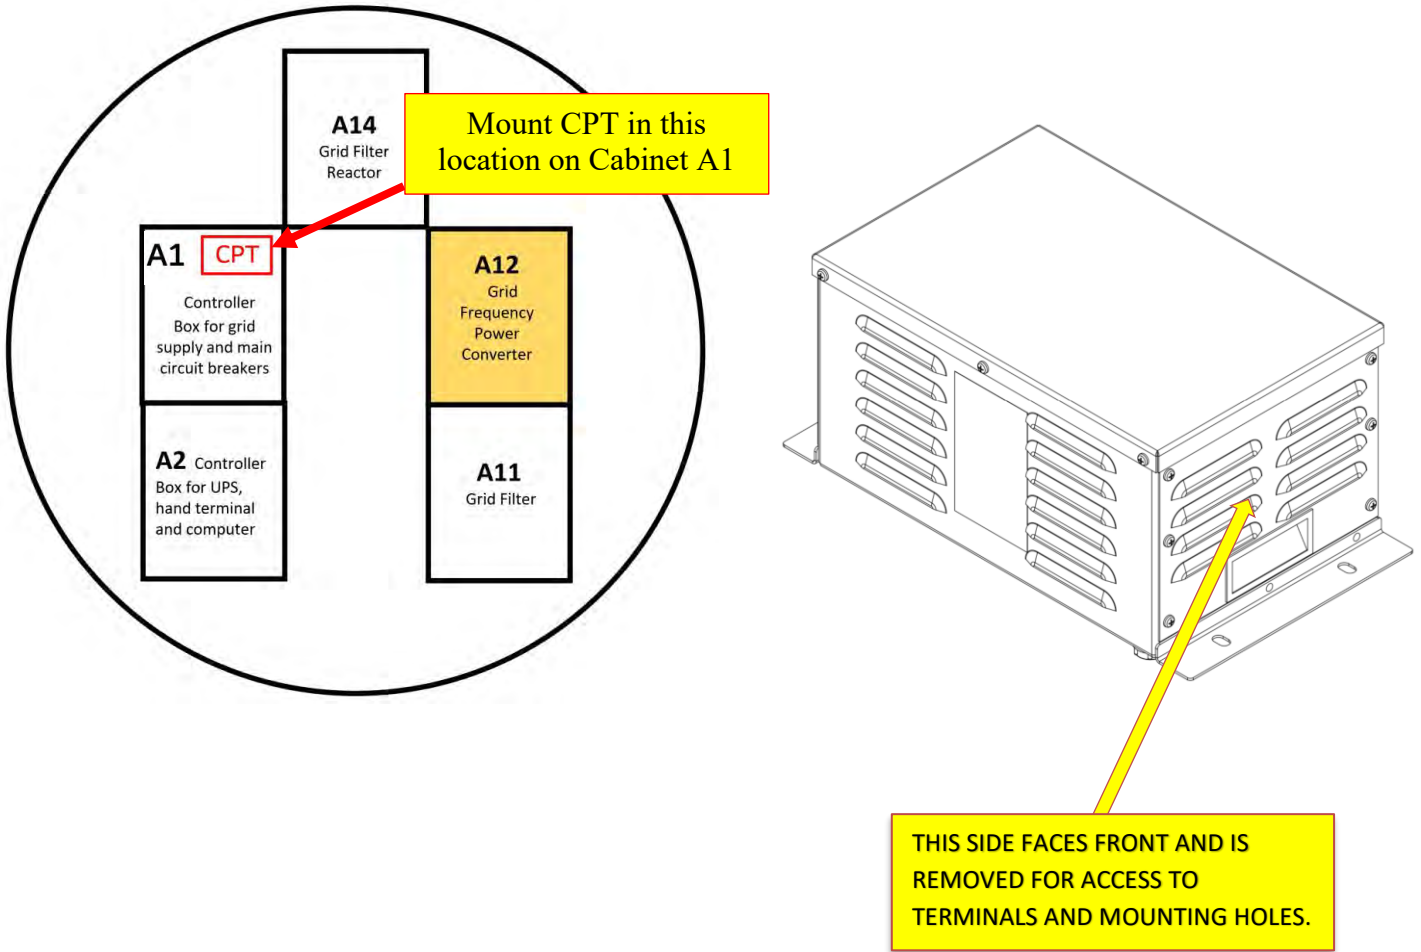 A14
Grid Filter
Reactor
Mount CPT in this
location on Cabinet A1
A1
CPT
Controller
Box for grid
supply and main
circuit breakers
A12
Grid
Frequency
Power
Converter
A2 Controller
Box for UPS,
hand terminal
and computer
A11
Grid Filter
THIS SIDE FACES FRONT AND IS
REMOVED FOR ACCESS TO
TERMINALS AND MOUNTING HOLES.